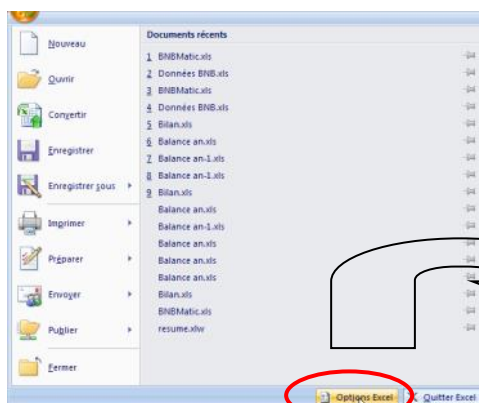 Nouveau
Ouvrir
Convertir
Enregistrer
Enregistrer sous
Imprimer
Préparer
Envoyer
Publier
Fermer
Documents récents
1 BNBMatic.xls
2 Données BNB.xls
3 BNBMatic.xls
4 Données BNB.xls
5 Bilan.xls
6 Balance an.xls
7 Balance an-1.xls
8 Balance an-1.xls
9 Bilan.xls
Balance an.xls
Balance an-1.xls
Balance an.xls
Balance an.xls
Balance an.xls
Bilan.xls
BNBMatic.xls
resume.xlw
Options Excel
Quitter Excel